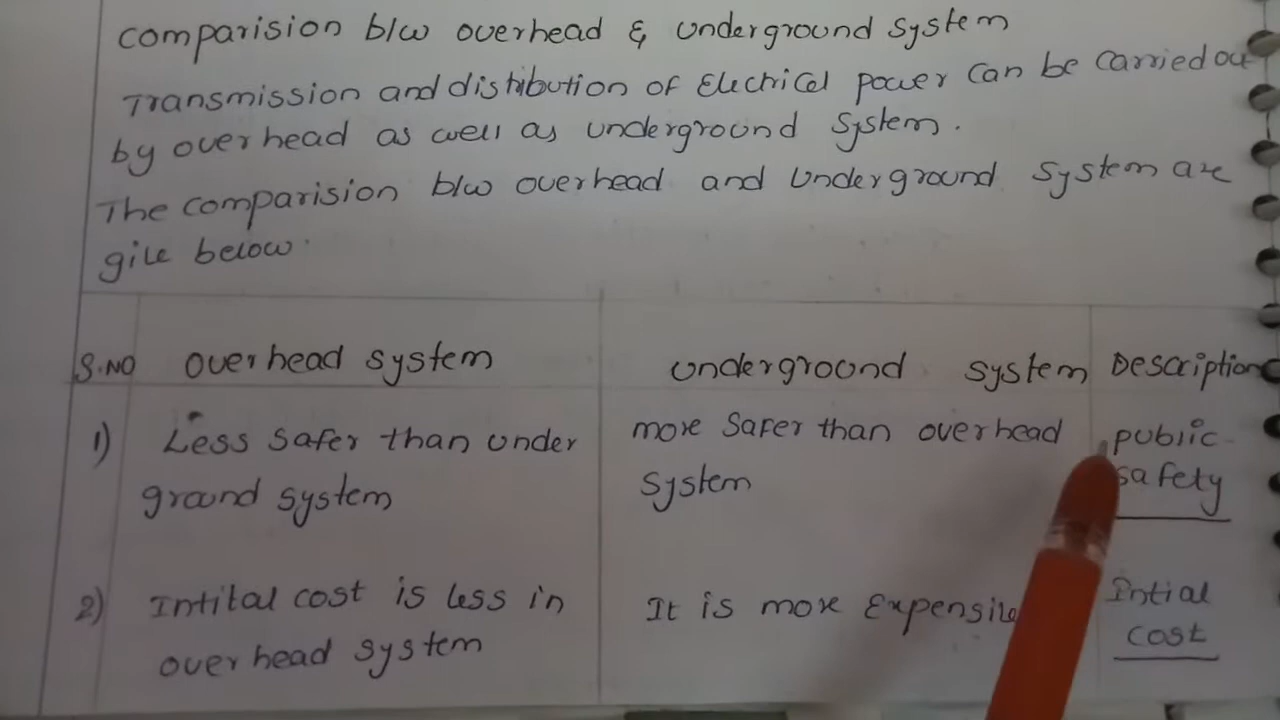 comparision b/w overhead & underground system
Transmission and distribution of Electrical power can be carried out
by overhead as well as underground system.
The comparision b/w overhead and underground system are
give below.
S.NO overhead system underground system Description
1) Less safer than under more safer than overhead public
ground system system safety
2) Intital cost is less in It is more Expensive Intial
overhead system cost